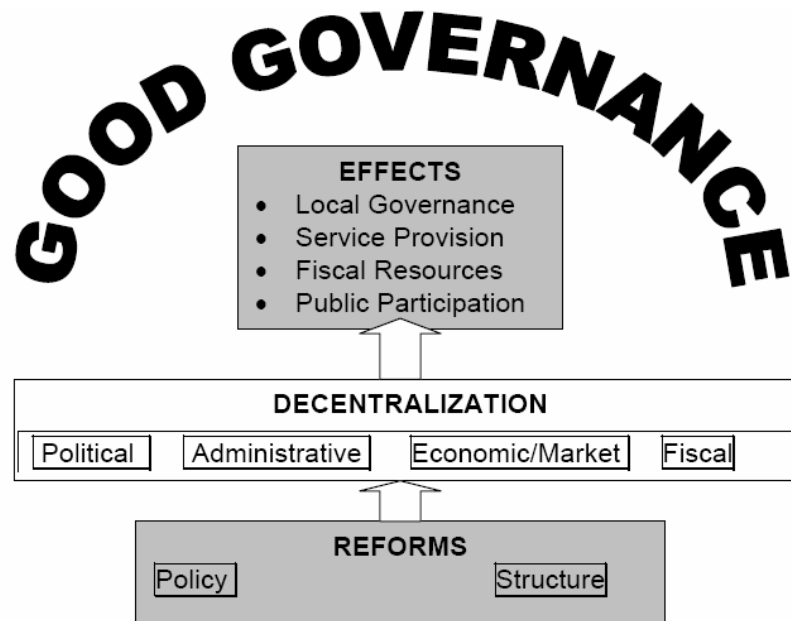 GOOD GOVERNANCE
EFFECTS
• Local Governance
• Service Provision
• Fiscal Resources
• Public Participation
DECENTRALIZATION
Political Administrative Economic/Market Fiscal
REFORMS
Policy Structure